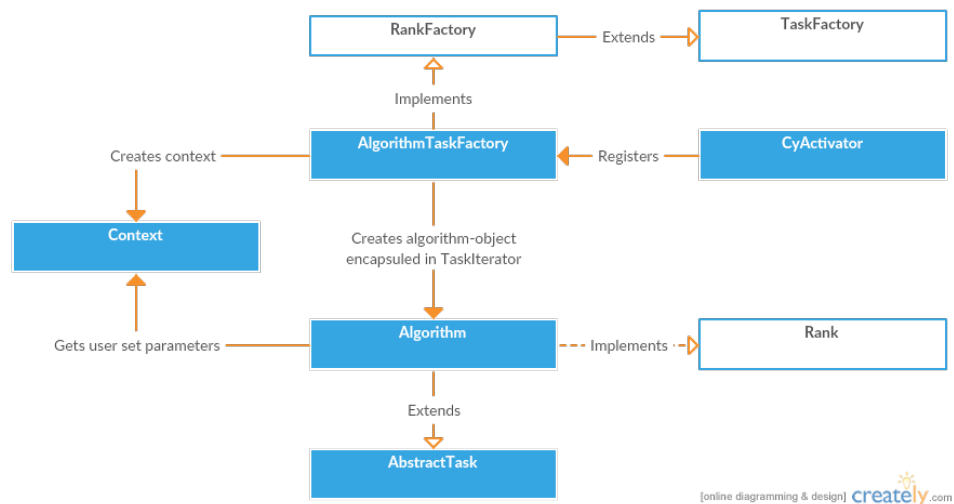 RankFactory
Extends
TaskFactory
Implements
Creates context
AlgorithmTaskFactory
Registers
CyActivator
Context
Creates algorithm-object
encapsuled in TaskIterator
Gets user set parameters
Algorithm
Implements
Rank
Extends
AbstractTask
[online diagramming & design] creately.com